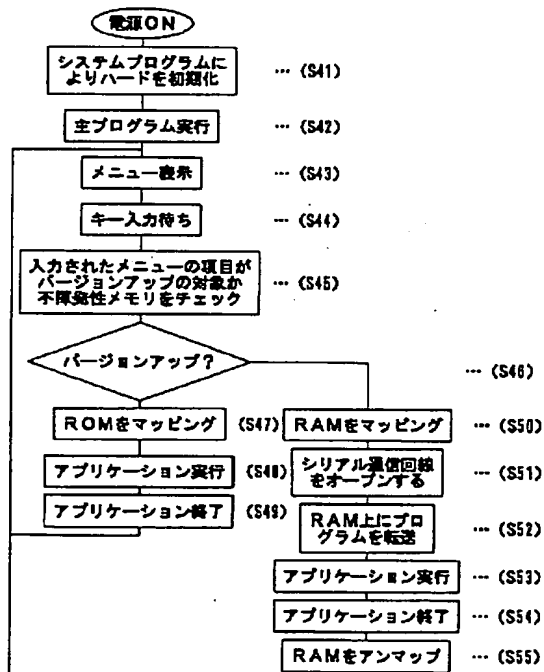 電源ON
システムプログラムに
よりハードを初期化
… (S41)
主プログラム実行
… (S42)
メニュー表示
… (S43)
キー入力待ち
… (S44)
入力されたメニューの項目が
バージョンアップの対象か
不揮発性メモリをチェック
… (S45)
バージョンアップ?
… (S46)
ROMをマッピング
(S47)
RAMをマッピング
… (S50)
アプリケーション実行
(S48)
シリアル通信回線
をオープンする
… (S51)
アプリケーション終了
(S49)
RAM上にプロ
グラムを転送
… (S52)
アプリケーション実行
… (S53)
アプリケーション終了
… (S54)
RAMをアンマップ
… (S55)